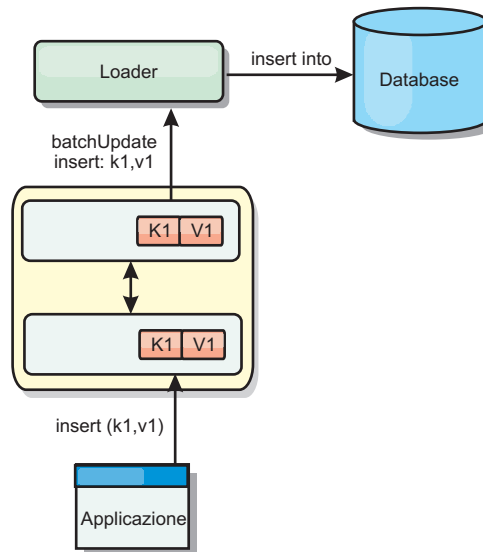 Loader
insert into
Database
batchUpdate
insert: k1,v1
K1 V1
K1 V1
insert (k1,v1)
Applicazione